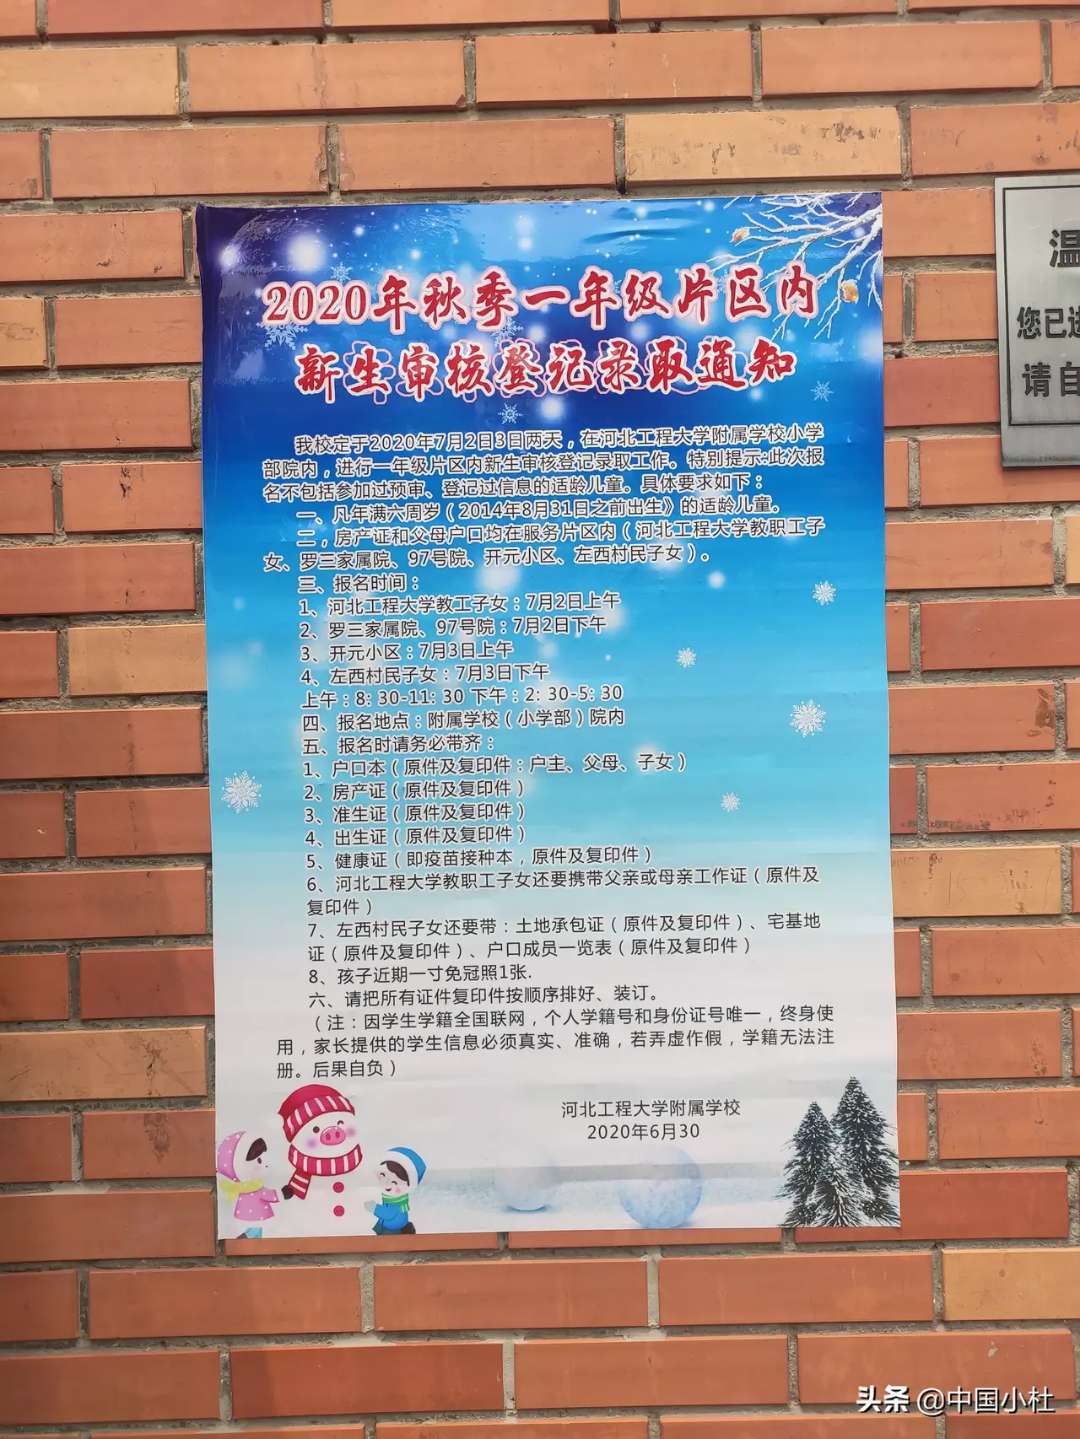 2020年秋季一年级片区内
新生审核登记录取通知
我校定于2020年7月2日3日两天，在河北工程大学附属学校小学
部院内，进行一年级片区内新生审核登记录取工作。特别提示:此次报
名不包括参加过预审、登记过信息的适龄儿童。具体要求如下：
一、凡年满六周岁（2014年8月31日之前出生》的适龄儿童。
二，房产证和父母户口均在服务片区内（河北工程大学教职工子
女、罗三家属院、97号院、开元小区、左西村民子女）。
三、报名时间：
1、河北工程大学教工子女：7月2日上午
2、罗三家属院、97号院：7月2日下午
3、开元小区：7月3日上午
4、左西村民子女：7月3日下午
上午：8: 30-11: 30 下午：2: 30-5: 30
四、报名地点：附属学校（小学部）院内
五、报名时请务必带齐：
1、户口本（原件及复印件：户主、父母、子女）
2、房产证（原件及复印件）
3、准生证（原件及复印件）
4、出生证（原件及复印件）
5、健康证（即疫苗接种本，原件及复印件）
6、河北工程大学教职工子女还要携带父亲或母亲工作证（原件及
复印件）
7、左西村民子女还要带：土地承包证（原件及复印件）、宅基地
证（原件及复印件）、户口成员一览表（原件及复印件）
8、孩子近期一寸免冠照1张.
六、请把所有证件复印件按顺序排好、装订。
（注：因学生学籍全国联网，个人学籍号和身份证号唯一，终身使
用，家长提供的学生信息必须真实、准确，若弄虚作假，学籍无法注
册。后果自负）
河北工程大学附属学校
2020年6月30
温
您已进
请自
头条 @中国小杜